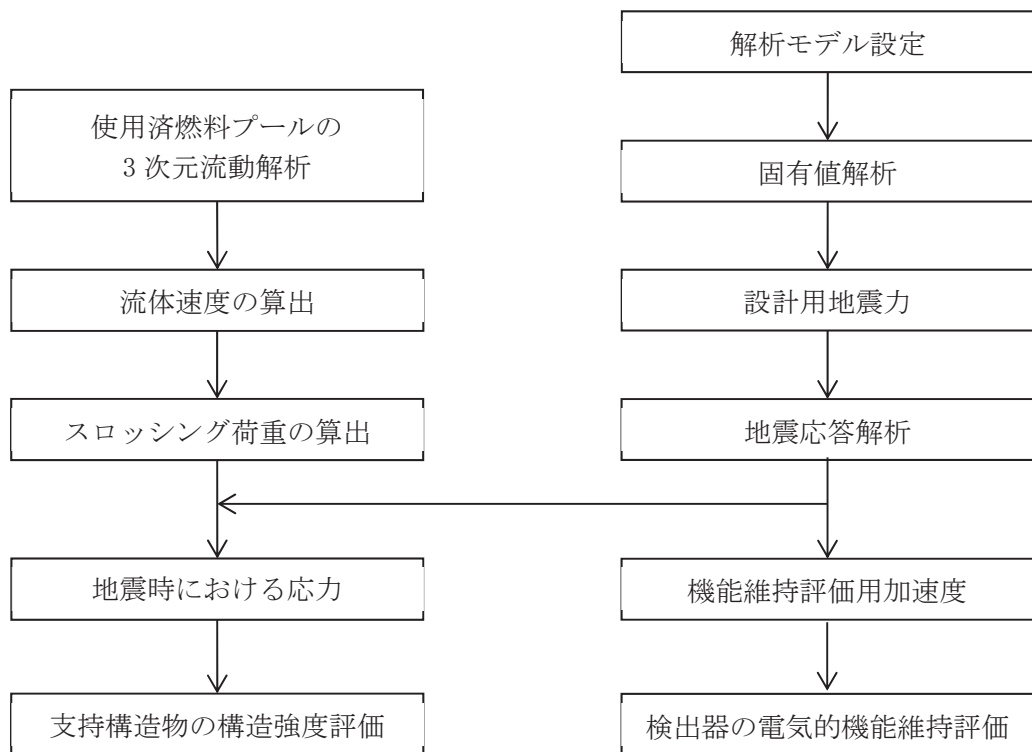 使用済燃料プールの
3 次元流動解析
流体速度の算出
スロッシング荷重の算出
地震時における応力
支持構造物の構造強度評価
解析モデル設定
固有値解析
設計用地震力
地震応答解析
機能維持評価用加速度
検出器の電気的機能維持評価